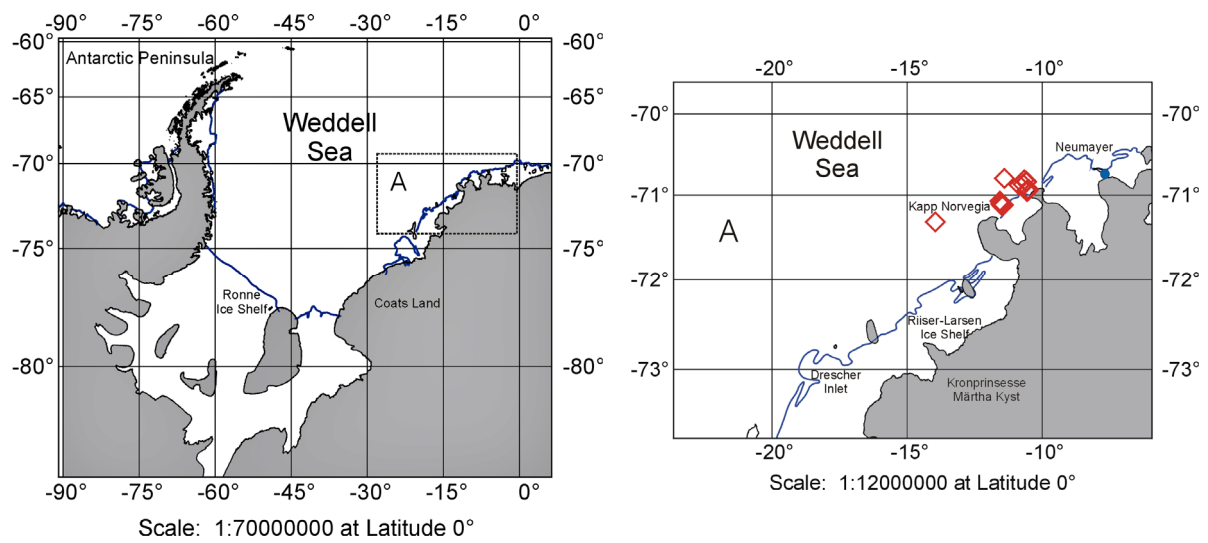 -90° -75° -60° -45° -30° -15° 0°
-60° -60°
Antarctic Peninsula
-65° -65°
Weddell
Sea
-70° -70°
A
-75° -75°
Ronne
Ice Shelf
Coats Land
-80° -80°
-90° -75° -60° -45° -30° -15° 0°
Scale: 1:70000000 at Latitude 0°
-20° -15° -10°
-70° -70°
Weddell
Sea
Neumayer
-71° -71°
Kapp Norvegia
A
-72° -72°
Riiser-Larsen
Ice Shelf
-73° -73°
Drescher
Inlet
Kronprinsesse
Märtha Kyst
-20° -15° -10°
Scale: 1:12000000 at Latitude 0°